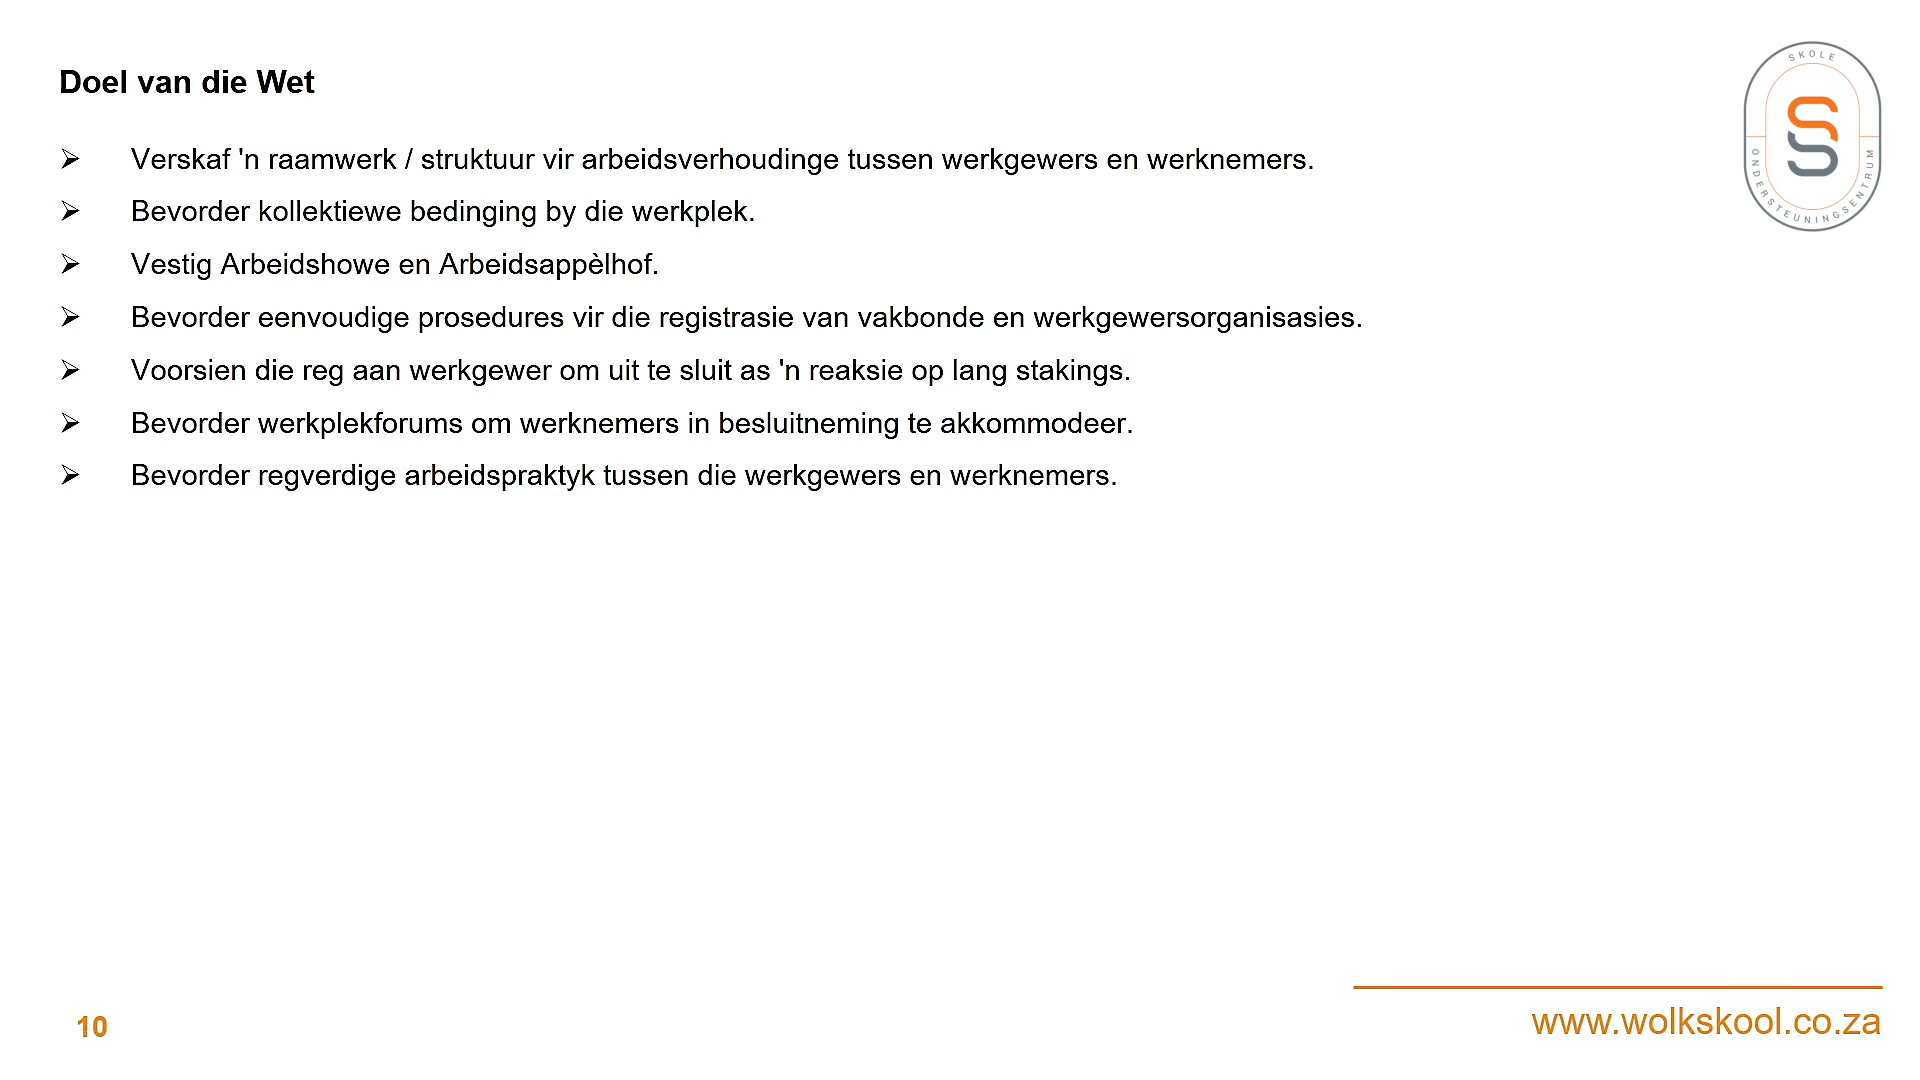 Doel van die Wet
SKOLE
ONDERSTEUNINGSENTRUM
➢ Verskaf 'n raamwerk / struktuur vir arbeidsverhoudinge tussen werkgewers en werknemers.
➢ Bevorder kollektiewe bedinging by die werkplek.
➢ Vestig Arbeidshowe en Arbeidsappèlhof.
➢ Bevorder eenvoudige prosedures vir die registrasie van vakbonde en werkgewersorganisasies.
➢ Voorsien die reg aan werkgewer om uit te sluit as 'n reaksie op lang stakings.
➢ Bevorder werkplekforums om werknemers in besluitneming te akkommodeer.
➢ Bevorder regverdige arbeidspraktyk tussen die werkgewers en werknemers.
10
www.wolkskool.co.za